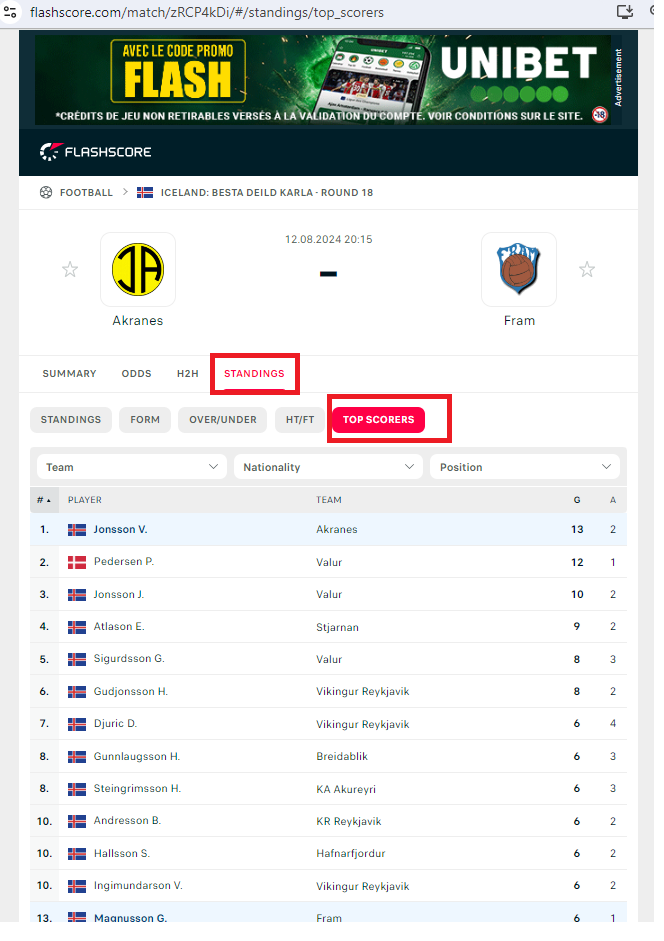 flashscore.com/match/zRCP4kDi/#/standings/top_scorers
AVEC LE CODE PROMO
FLASH
UNIBET
*CRÉDITS DE JEU NON RETIRABLES VERSÉS À LA VALIDATION DU COMPTE. VOIR CONDITIONS SUR LE SITE.
-18
Advertisement
FLASHSCORE
FOOTBALL > ICELAND: BESTA DEILD KARLA - ROUND 18
12.08.2024 20:15
-
JA
FRAM
Akranes
Fram
SUMMARY ODDS H2H STANDINGS
STANDINGS FORM OVER/UNDER HT/FT TOP SCORERS
Team Nationality Position
# PLAYER TEAM G A
1. Jonsson V. Akranes 13 2
2. Pedersen P. Valur 12 1
3. Jonsson J. Valur 10 2
4. Atlason E. Stjarnan 9 2
5. Sigurdsson G. Valur 8 3
6. Gudjonsson H. Vikingur Reykjavik 8 2
7. Djuric D. Vikingur Reykjavik 6 4
8. Gunnlaugsson H. Breidablik 6 3
8. Steingrimsson H. KA Akureyri 6 3
10. Andresson B. KR Reykjavik 6 2
10. Hallsson S. Hafnarfjordur 6 2
10. Ingimundarson V. Vikingur Reykjavik 6 2
13. Magnusson G. Fram 6 1